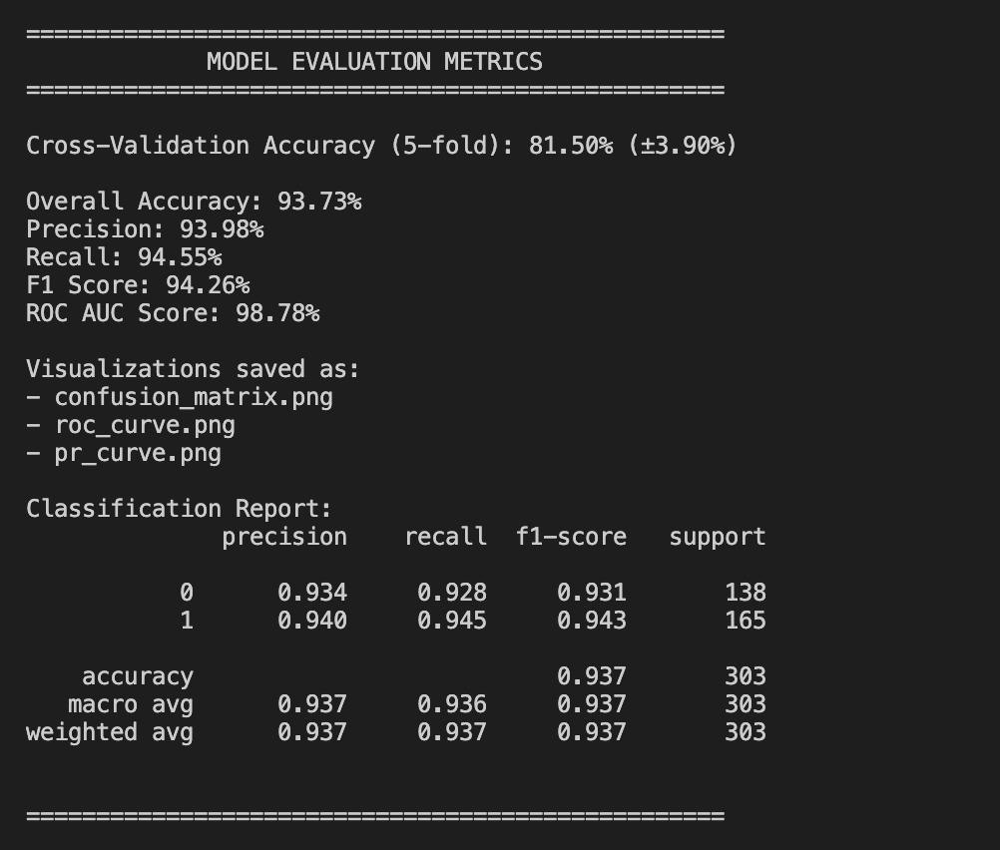 ==================================================
MODEL EVALUATION METRICS
==================================================
Cross-Validation Accuracy (5-fold): 81.50% (±3.90%)
Overall Accuracy: 93.73%
Precision: 93.98%
Recall: 94.55%
F1 Score: 94.26%
ROC AUC Score: 98.78%
Visualizations saved as:
- confusion_matrix.png
- roc_curve.png
- pr_curve.png
Classification Report:
              precision    recall  f1-score   support
           0      0.934     0.928     0.931       138
           1      0.940     0.945     0.943       165
    accuracy                          0.937       303
   macro avg      0.937     0.936     0.937       303
weighted avg      0.937     0.937     0.937       303
==================================================